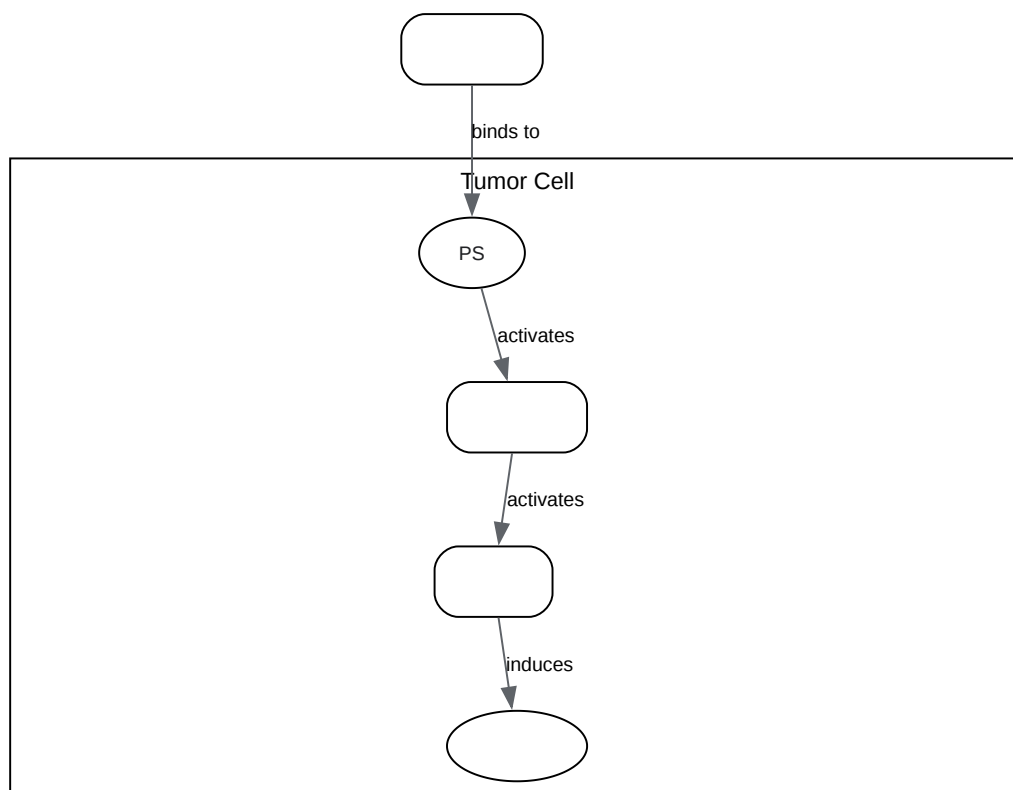 binds to
Tumor Cell
PS
activates
activates
induces